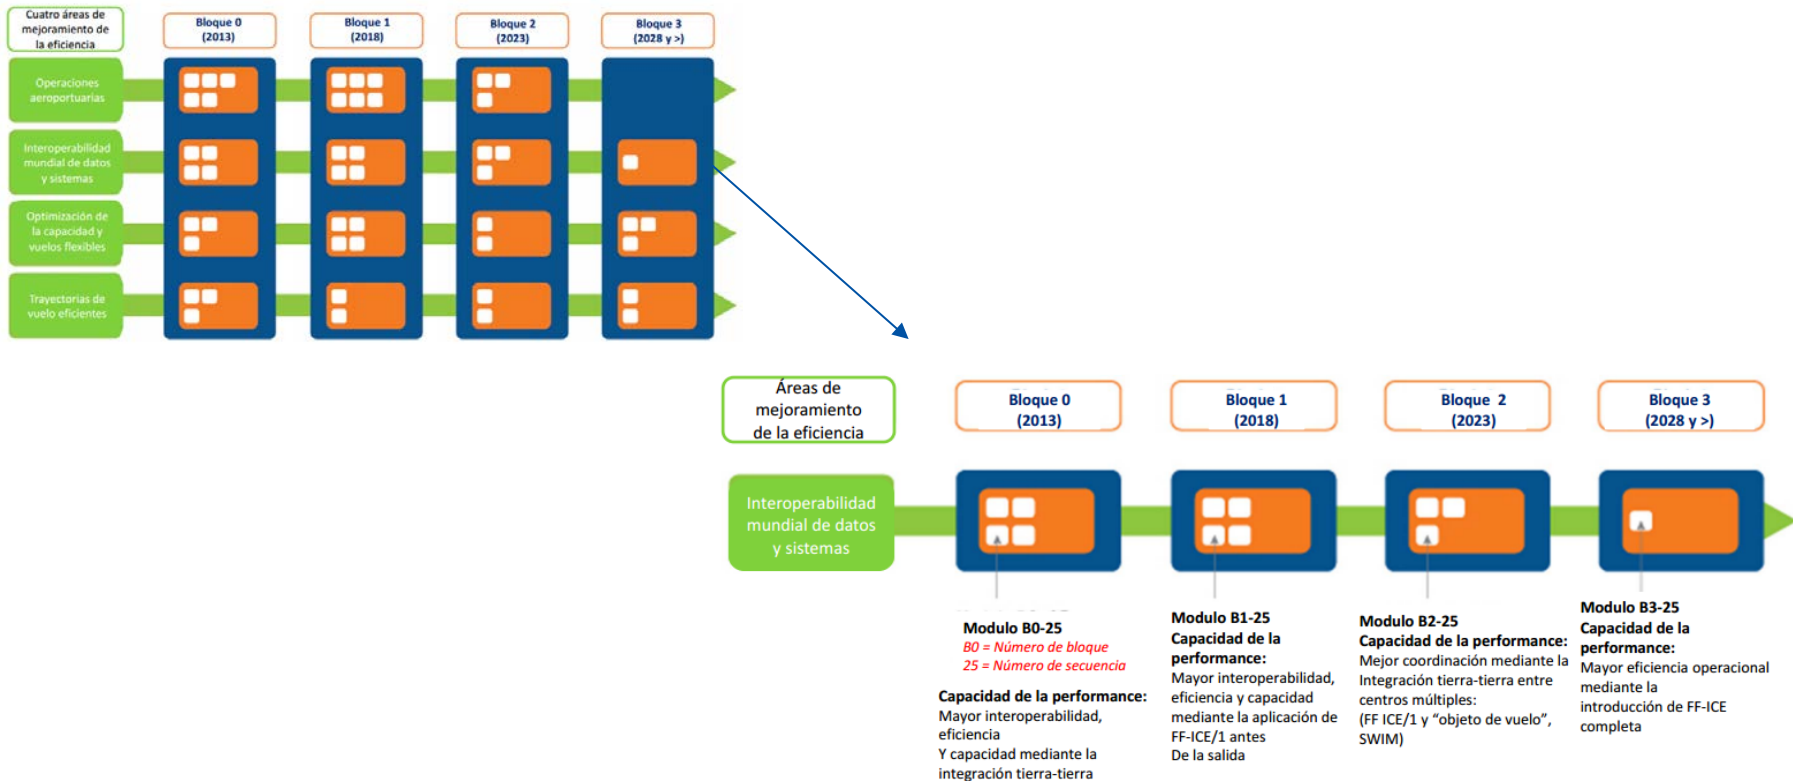 Cuatro áreas de
mejoramiento de
la eficiencia
Bloque 0
(2013)
Bloque 1
(2018)
Bloque 2
(2023)
Bloque 3
(2028 y >)
Operaciones
aeroportuarias
Interoperabilidad
mundial de datos
y sistemas
Optimización de
la capacidad y
vuelos flexibles
Trayectorias de
vuelo eficientes
Áreas de
mejoramiento
de la eficiencia
Bloque 0
(2013)
Bloque 1
(2018)
Bloque 2
(2023)
Bloque 3
(2028 y >)
Interoperabilidad
mundial de datos
y sistemas
Modulo B0-25
B0 = Número de bloque
25 = Número de secuencia
Capacidad de la performance:
Mayor interoperabilidad,
eficiencia
Y capacidad mediante la
integración tierra-tierra
Modulo B1-25
Capacidad de la
performance:
Mayor interoperabilidad,
eficiencia y capacidad
mediante la aplicación de
FF-ICE/1 antes
De la salida
Modulo B2-25
Capacidad de la performance:
Mejor coordinación mediante la
Integración tierra-tierra entre
centros múltiples:
(FF ICE/1 y “objeto de vuelo”,
SWIM)
Modulo B3-25
Capacidad de la
performance:
Mayor eficiencia operacional
mediante la
introducción de FF-ICE
completa